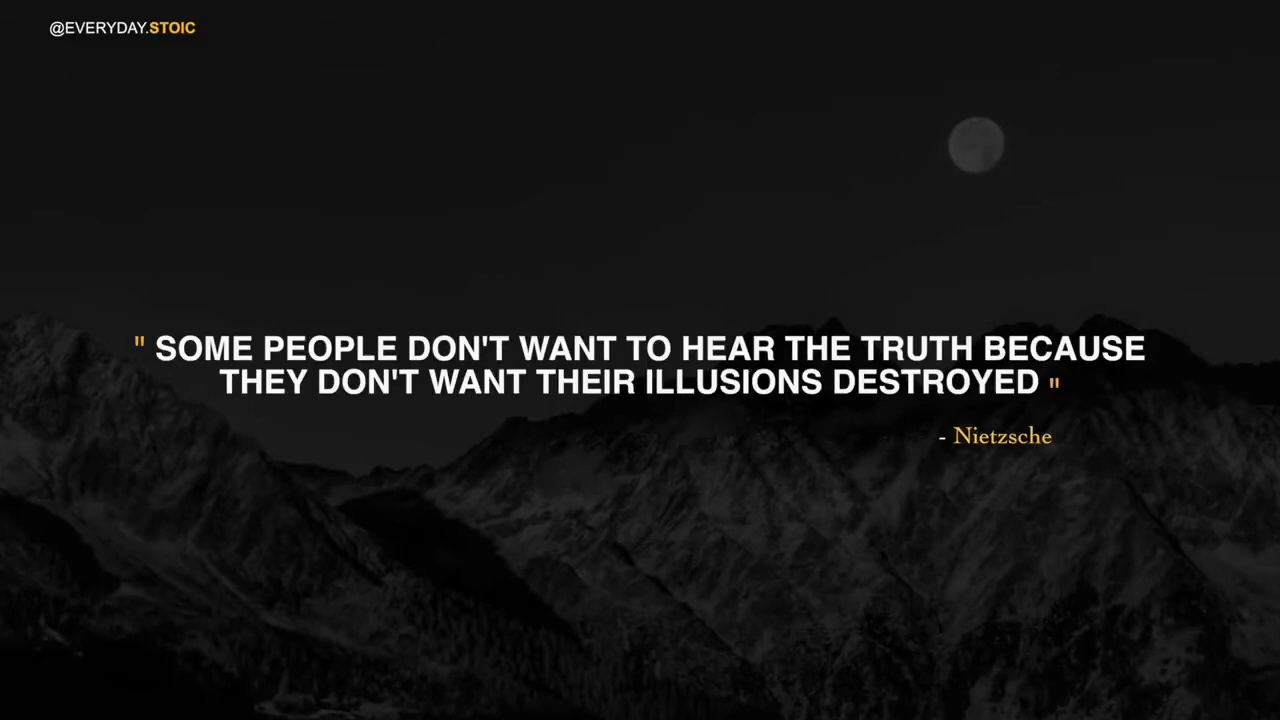 @EVERYDAY.STOIC
" SOME PEOPLE DON'T WANT TO HEAR THE TRUTH BECAUSE
THEY DON'T WANT THEIR ILLUSIONS DESTROYED "
- Nietzsche